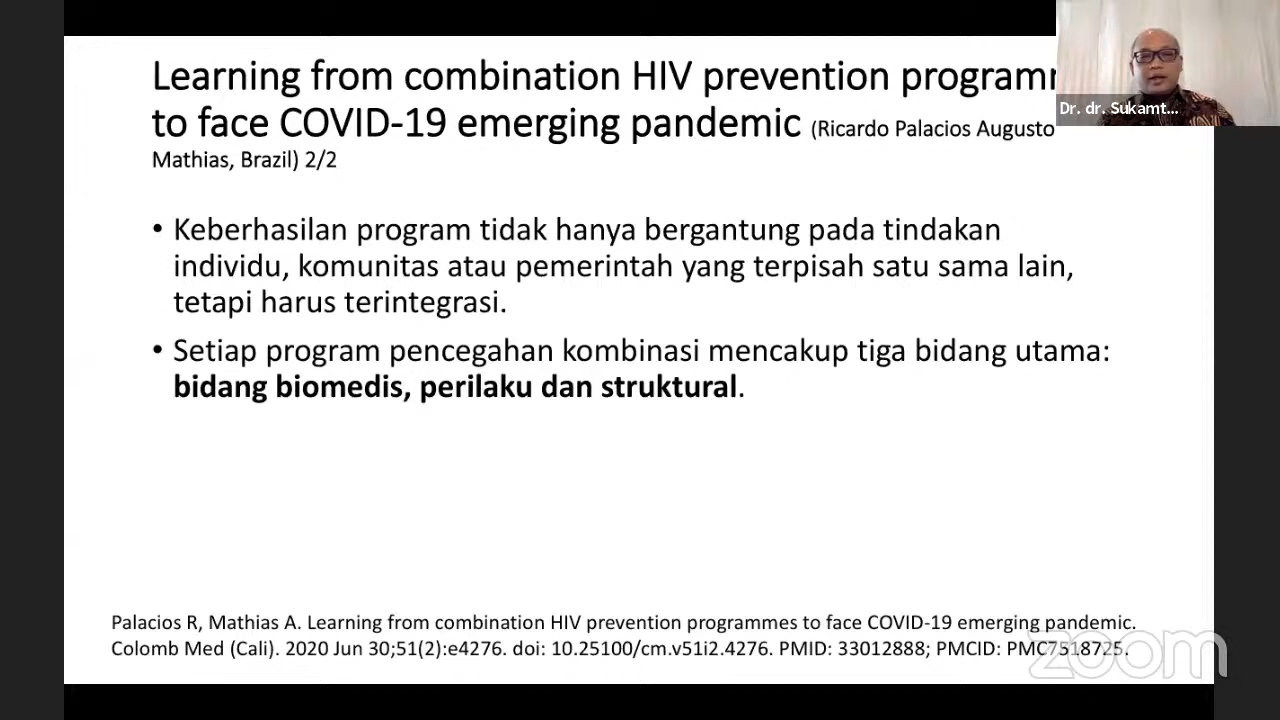 Learning from combination HIV prevention programm
to face COVID-19 emerging pandemic (Ricardo Palacios Augusto
Mathias, Brazil) 2/2
Dr. dr. Sukamt...
• Keberhasilan program tidak hanya bergantung pada tindakan
individu, komunitas atau pemerintah yang terpisah satu sama lain,
tetapi harus terintegrasi.
• Setiap program pencegahan kombinasi mencakup tiga bidang utama:
bidang biomedis, perilaku dan struktural.
Palacios R, Mathias A. Learning from combination HIV prevention programmes to face COVID-19 emerging pandemic.
Colomb Med (Cali). 2020 Jun 30;51(2):e4276. doi: 10.25100/cm.v51i2.4276. PMID: 33012888; PMCID: PMC7518725.
zoom